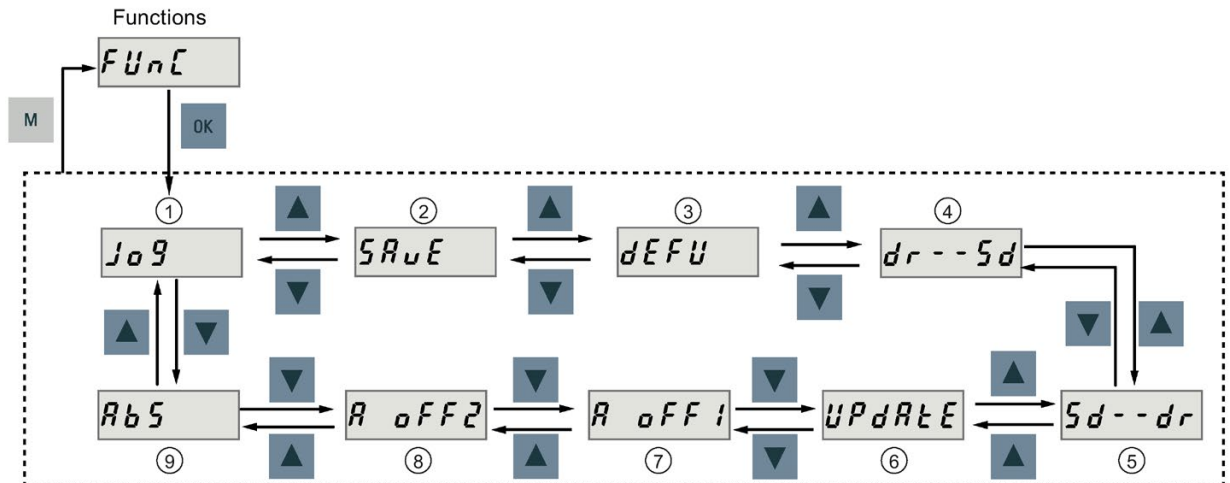 Functions
FUnC
M
OK
1
2
3
4
Jog
SAvE
dEFU
dr--Sd
AbS
A oFF2
A oFF1
UPdAtE
Sd--dr
9
8
7
6
5